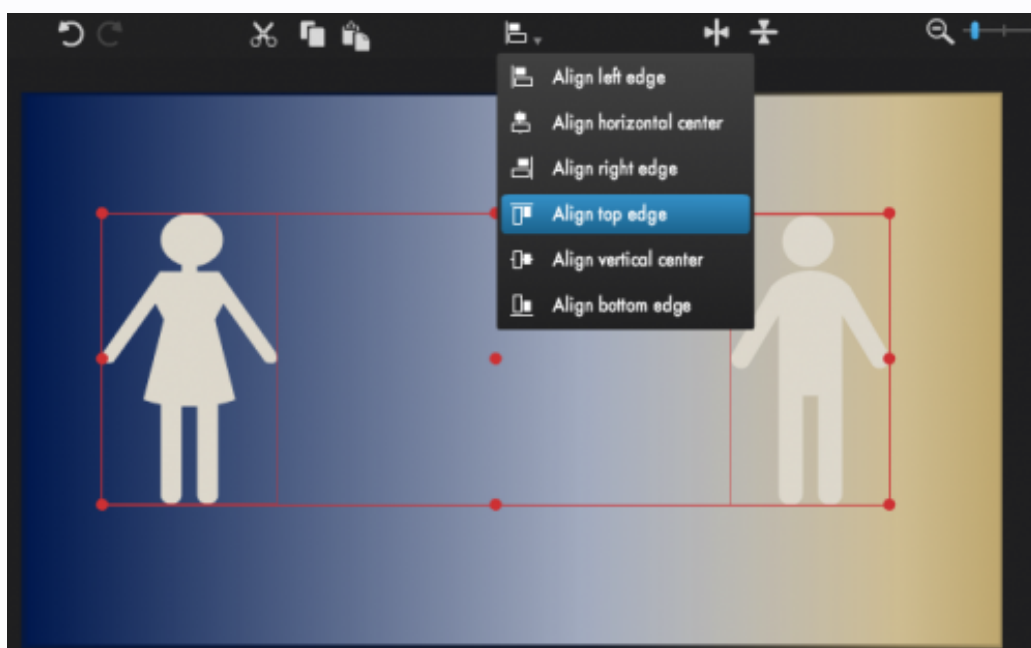 Align left edge
Align horizontal center
Align right edge
Align top edge
Align vertical center
Align bottom edge